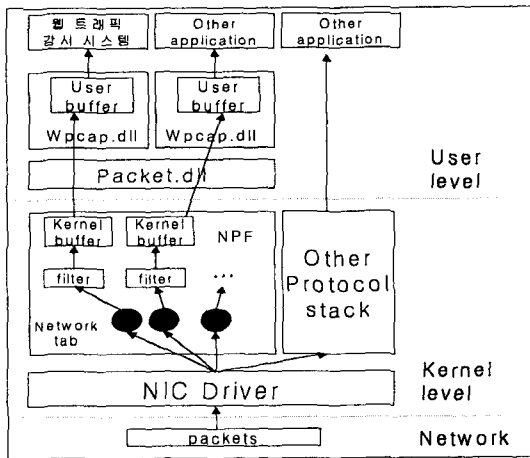 웹 트래픽
감시 시스템
Other
application
Other
application
User
buffer
Wpcap.dll
User
buffer
Wpcap.dll
Packet.dll
User
level
Kernel
buffer
Kernel
buffer
NPF
filter
filter
...
Network
tab
Other
Protocol
stack
NIC Driver
Kernel
level
packets
Network